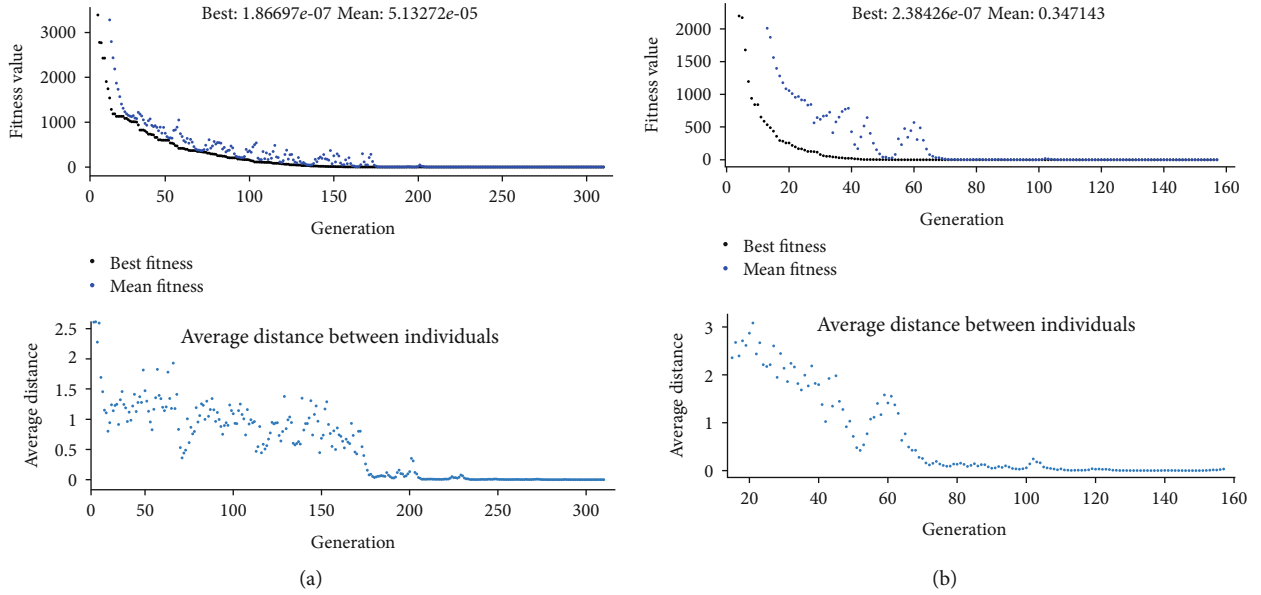 Best: 1.86697e-07 Mean: 5.13272e-05
Fitness value
3000
2000
1000
0
0 50 100 150 200 250 300
Generation
Best fitness
Mean fitness
Average distance between individuals
Average distance
2.5
2
1.5
1
0.5
0
0 50 100 150 200 250 300
Generation
(a)
Best: 2.38426e-07 Mean: 0.347143
Fitness value
2000
1500
1000
500
0
0 20 40 60 80 100 120 140 160
Generation
Best fitness
Mean fitness
Average distance between individuals
Average distance
3
2
1
0
20 40 60 80 100 120 140 160
Generation
(b)